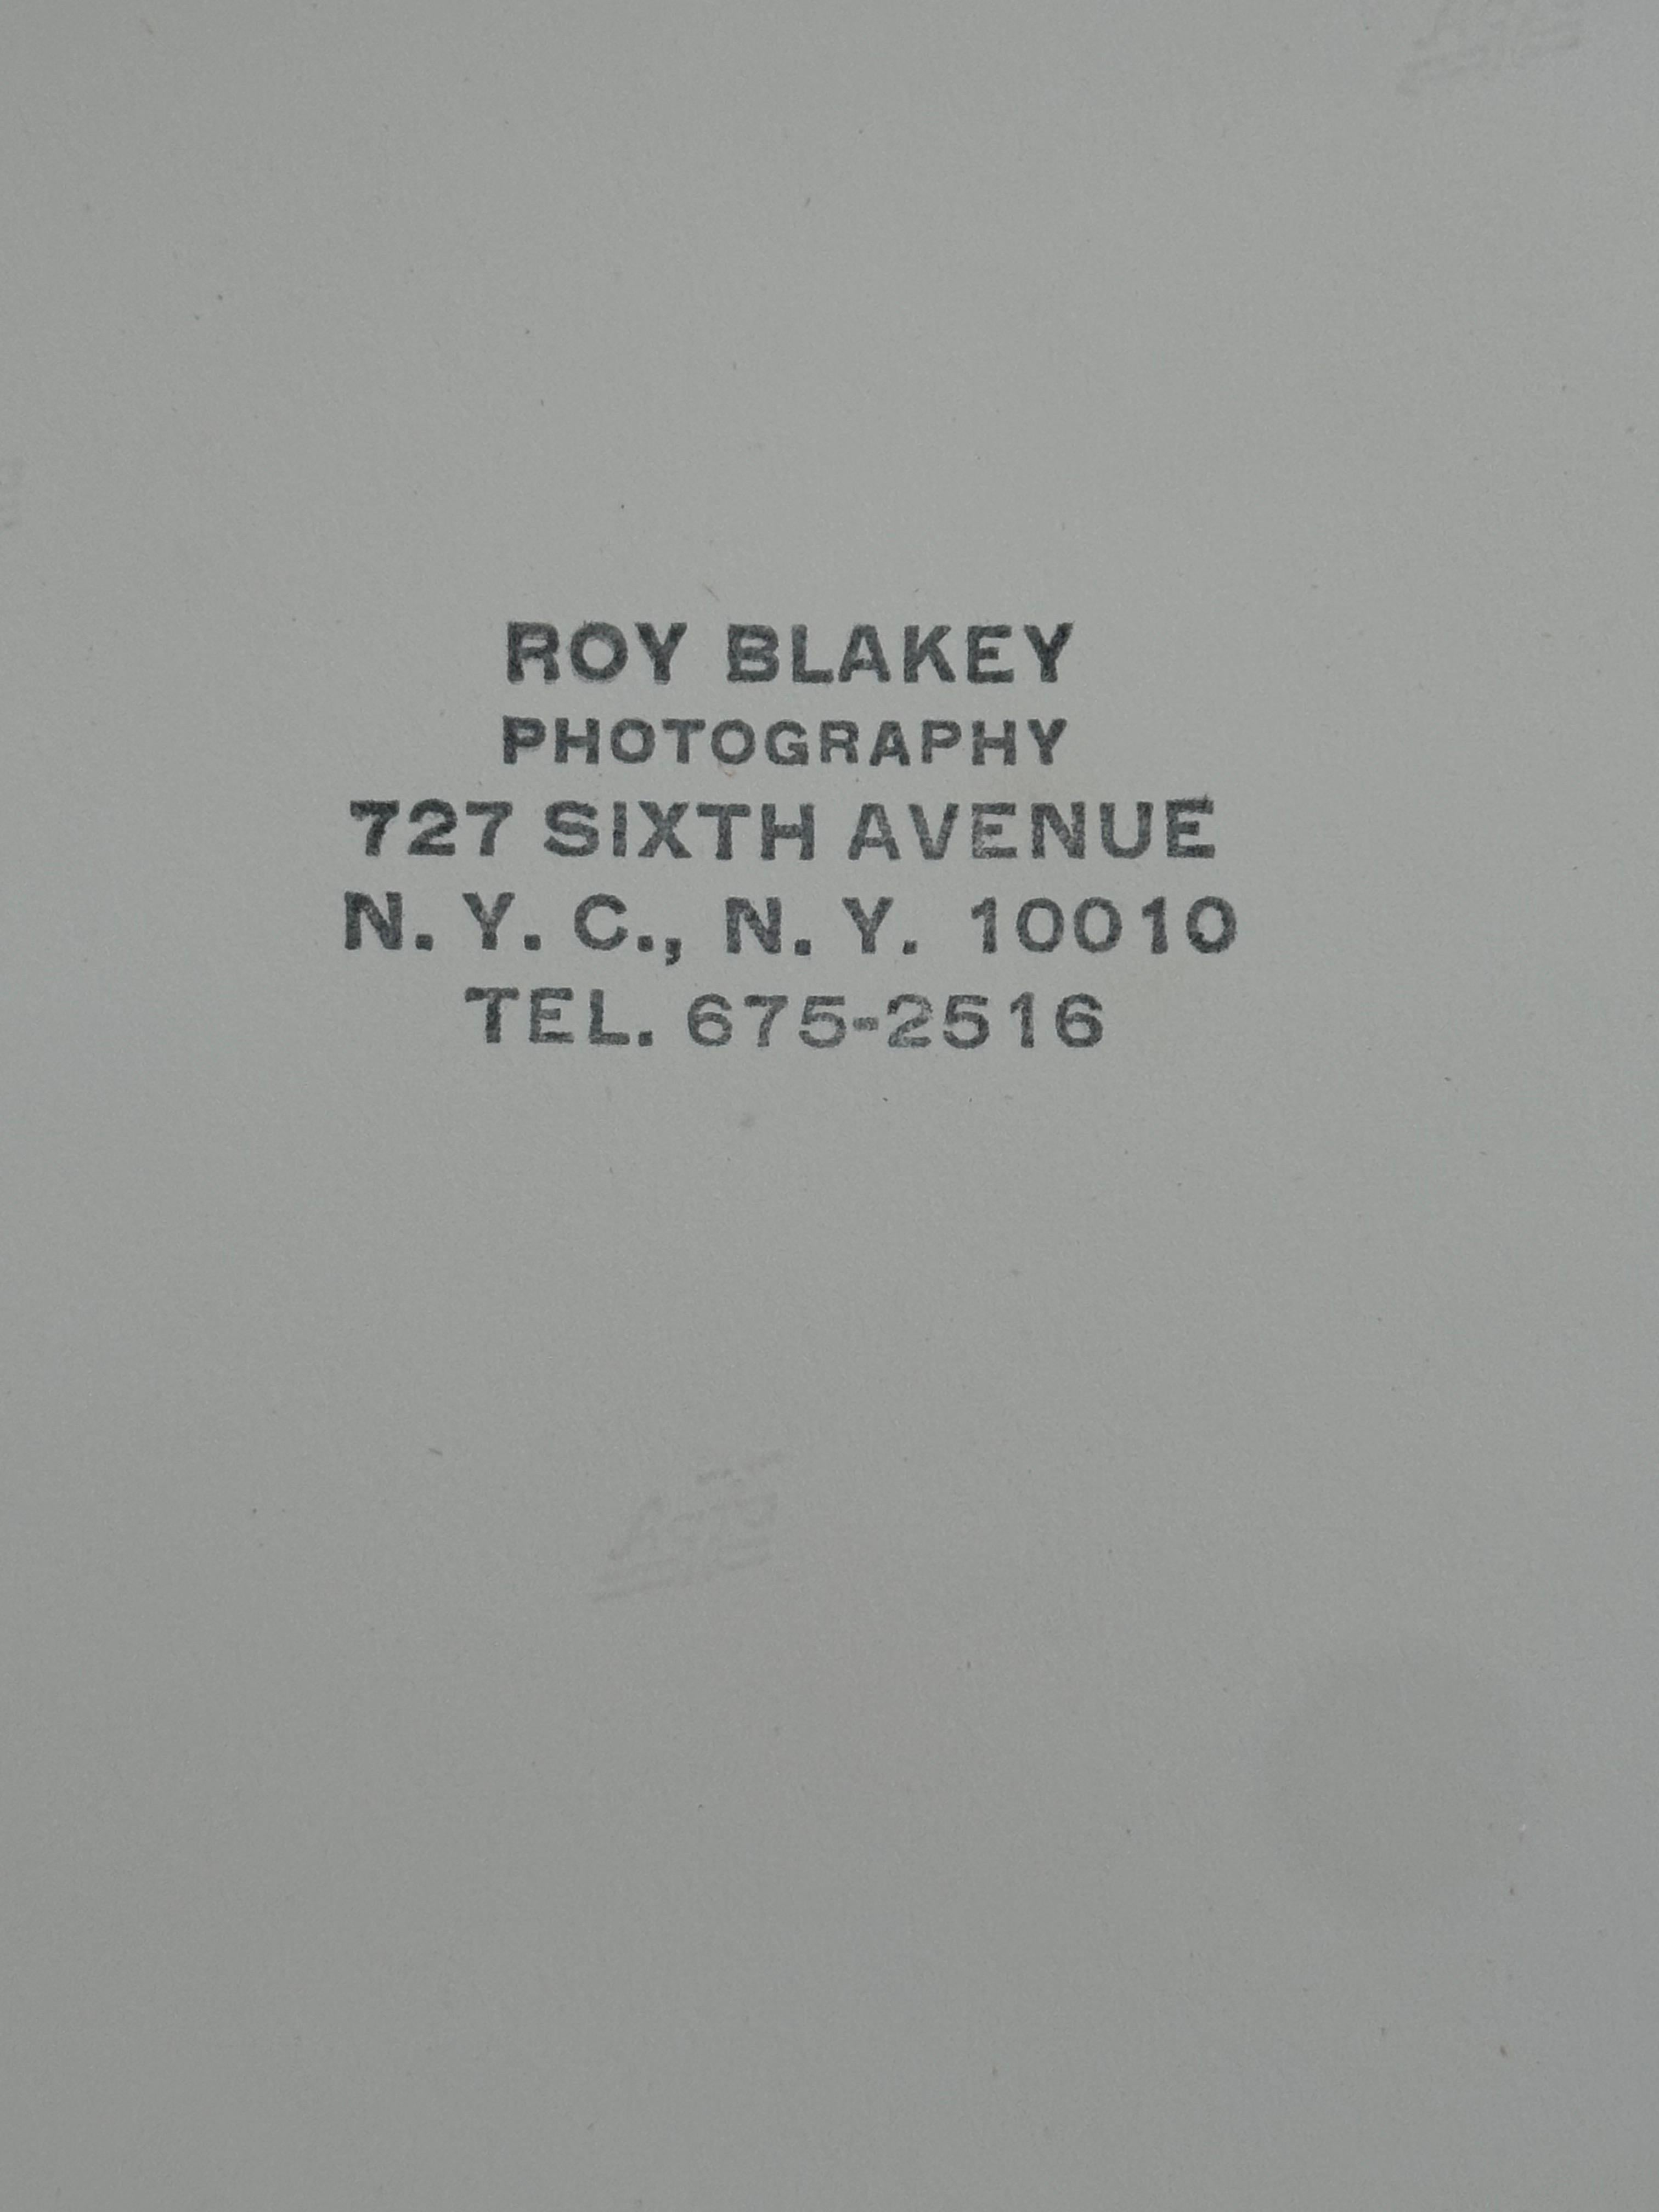 ROY BLAKEY
PHOTOGRAPHY
727 SIXTH AVENUE
N. Y. C., N. Y. 10010
TEL. 675-2516